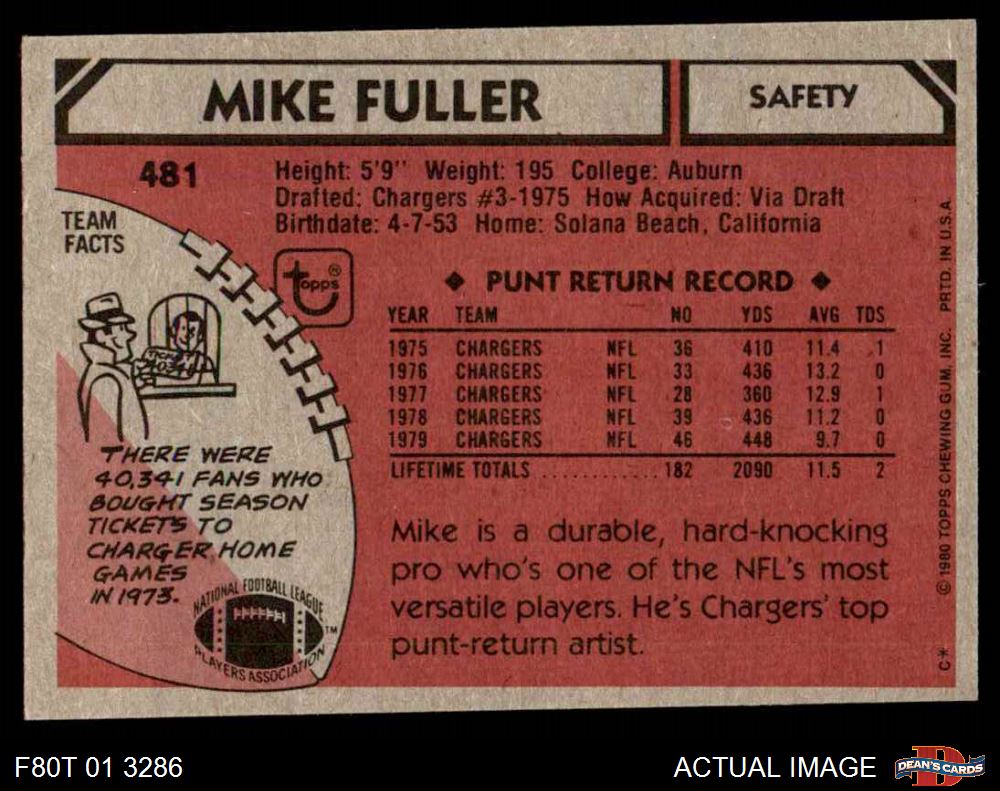 MIKE FULLER
SAFETY
481
Height: 5'9" Weight: 195 College: Auburn
Drafted: Chargers #3-1975 How Acquired: Via Draft
Birthdate: 4-7-53 Home: Solana Beach, California
TEAM
FACTS
topps®
◆ PUNT RETURN RECORD ◆
YEAR TEAM NO YDS AVG TDS
1975 CHARGERS NFL 36 410 11.4 1
1976 CHARGERS NFL 33 436 13.2 0
1977 CHARGERS NFL 28 360 12.9 1
1978 CHARGERS NFL 39 436 11.2 0
1979 CHARGERS NFL 46 448 9.7 0
LIFETIME TOTALS ............ 182 2090 11.5 2
40341
THERE WERE
40,341 FANS WHO
BOUGHT SEASON
TICKETS TO
CHARGER HOME
GAMES
IN 1973.
NATIONAL FOOTBALL LEAGUE
PLAYERS ASSOCIATION
TM
Mike is a durable, hard-knocking
pro who's one of the NFL's most
versatile players. He's Chargers' top
punt-return artist.
C* © 1980 TOPPS CHEWING GUM, INC. PRTD. IN U.S.A.
F80T 01 3286
ACTUAL IMAGE
DEAN'S CARDS